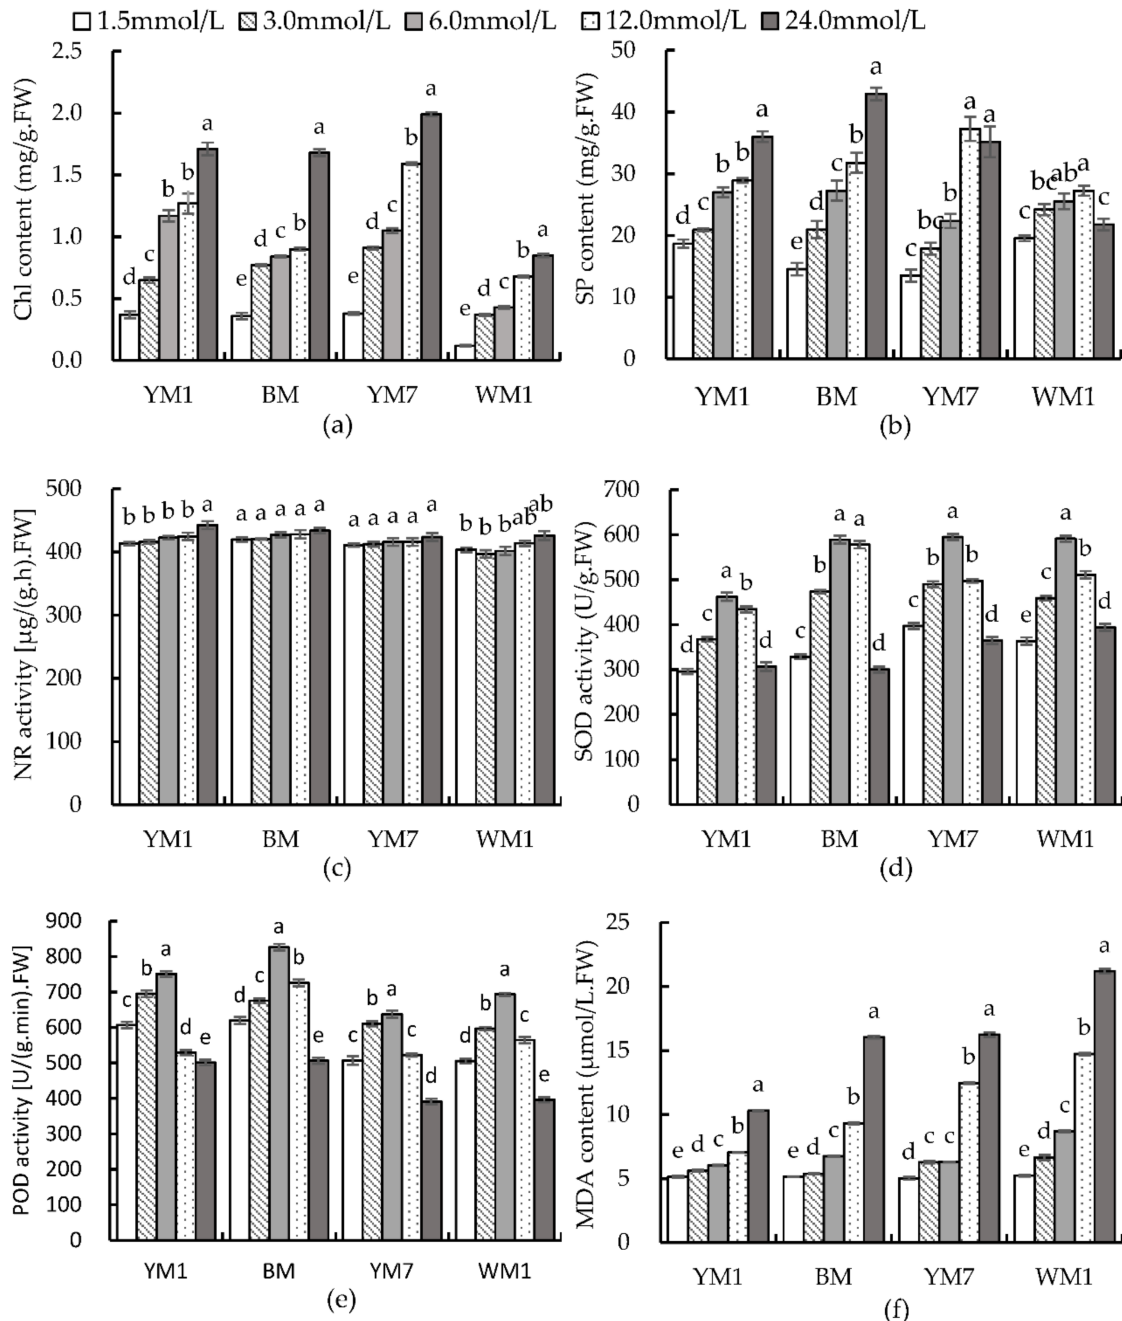 1.5mmol/L 3.0mmol/L 6.0mmol/L 12.0mmol/L 24.0mmol/L
Chl content (mg/g.FW)
2.5
2.0
1.5
1.0
0.5
0.0
d c b b a
e d c b a
e d c b a
e d c b a
YM1 BM YM7 WM1
(a)
SP content (mg/g.FW)
50
40
30
20
10
0
d c b b a
e d c b a
c bc b a a
c bc ab a c
YM1 BM YM7 WM1
(b)
NR activity [µg/(g.h).FW]
500
400
300
200
100
0
b b b b a
a a a a a
a a a a a
b b b ab ab
YM1 BM YM7 WM1
(c)
SOD activity (U/g.FW)
700
600
500
400
300
200
100
0
d c a b d
c b a a d
c b a b d
e c a b d
YM1 BM YM7 WM1
(d)
POD activity [U/(g.min).FW]
900
800
700
600
500
400
300
200
100
0
c b a d e
d c a b e
c b a c d
d b a c e
YM1 BM YM7 WM1
(e)
MDA content (µmol/L.FW)
25
20
15
10
5
0
e d c b a
e d c b a
d c c b a
e d c b a
YM1 BM YM7 WM1
(f)